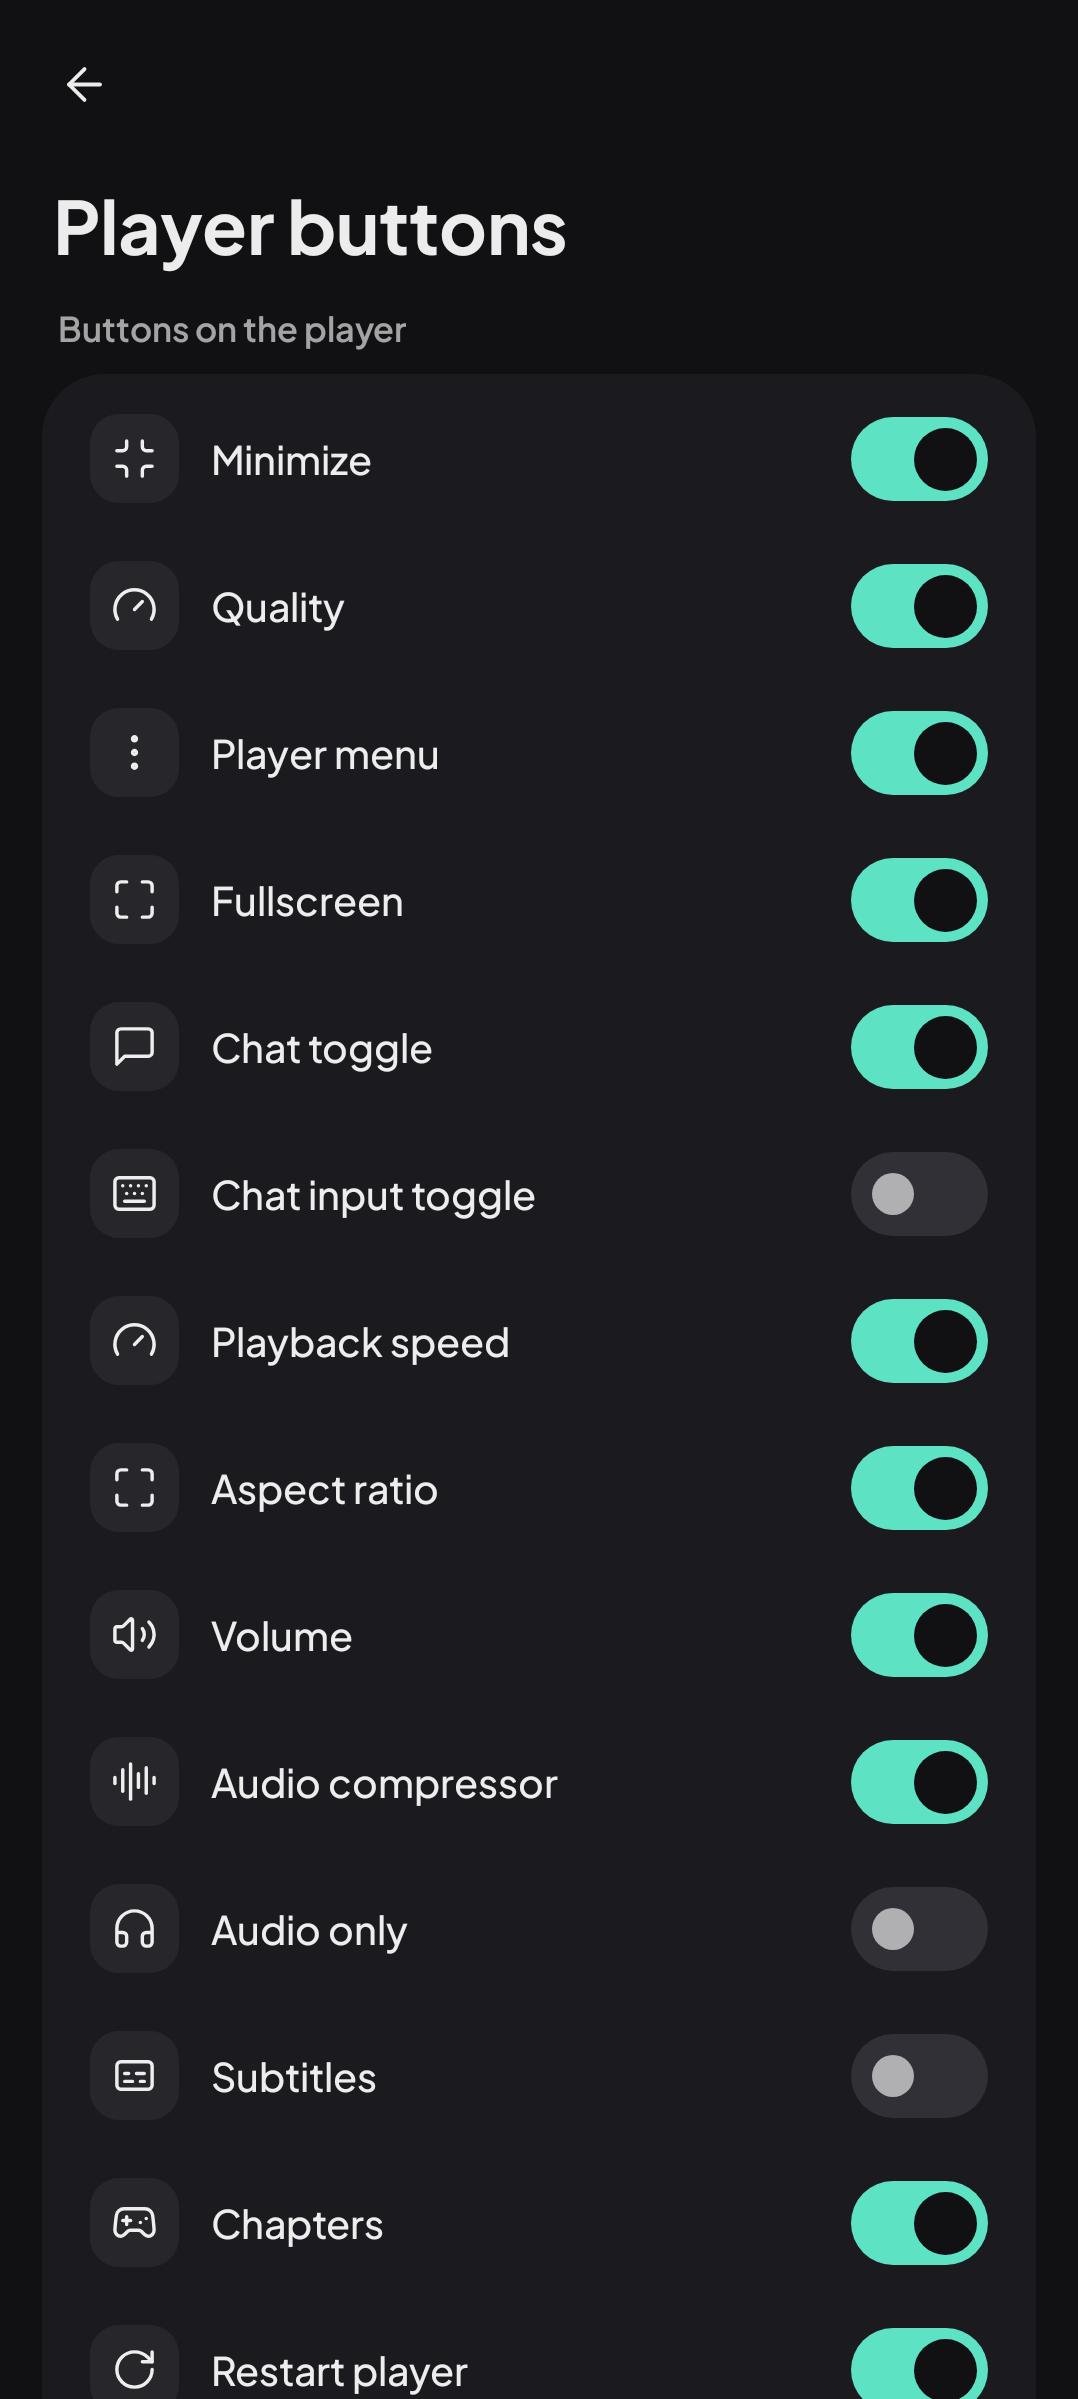 Player buttons
Buttons on the player
Minimize
Quality
Player menu
Fullscreen
Chat toggle
Chat input toggle
Playback speed
Aspect ratio
Volume
Audio compressor
Audio only
Subtitles
Chapters
Restart player